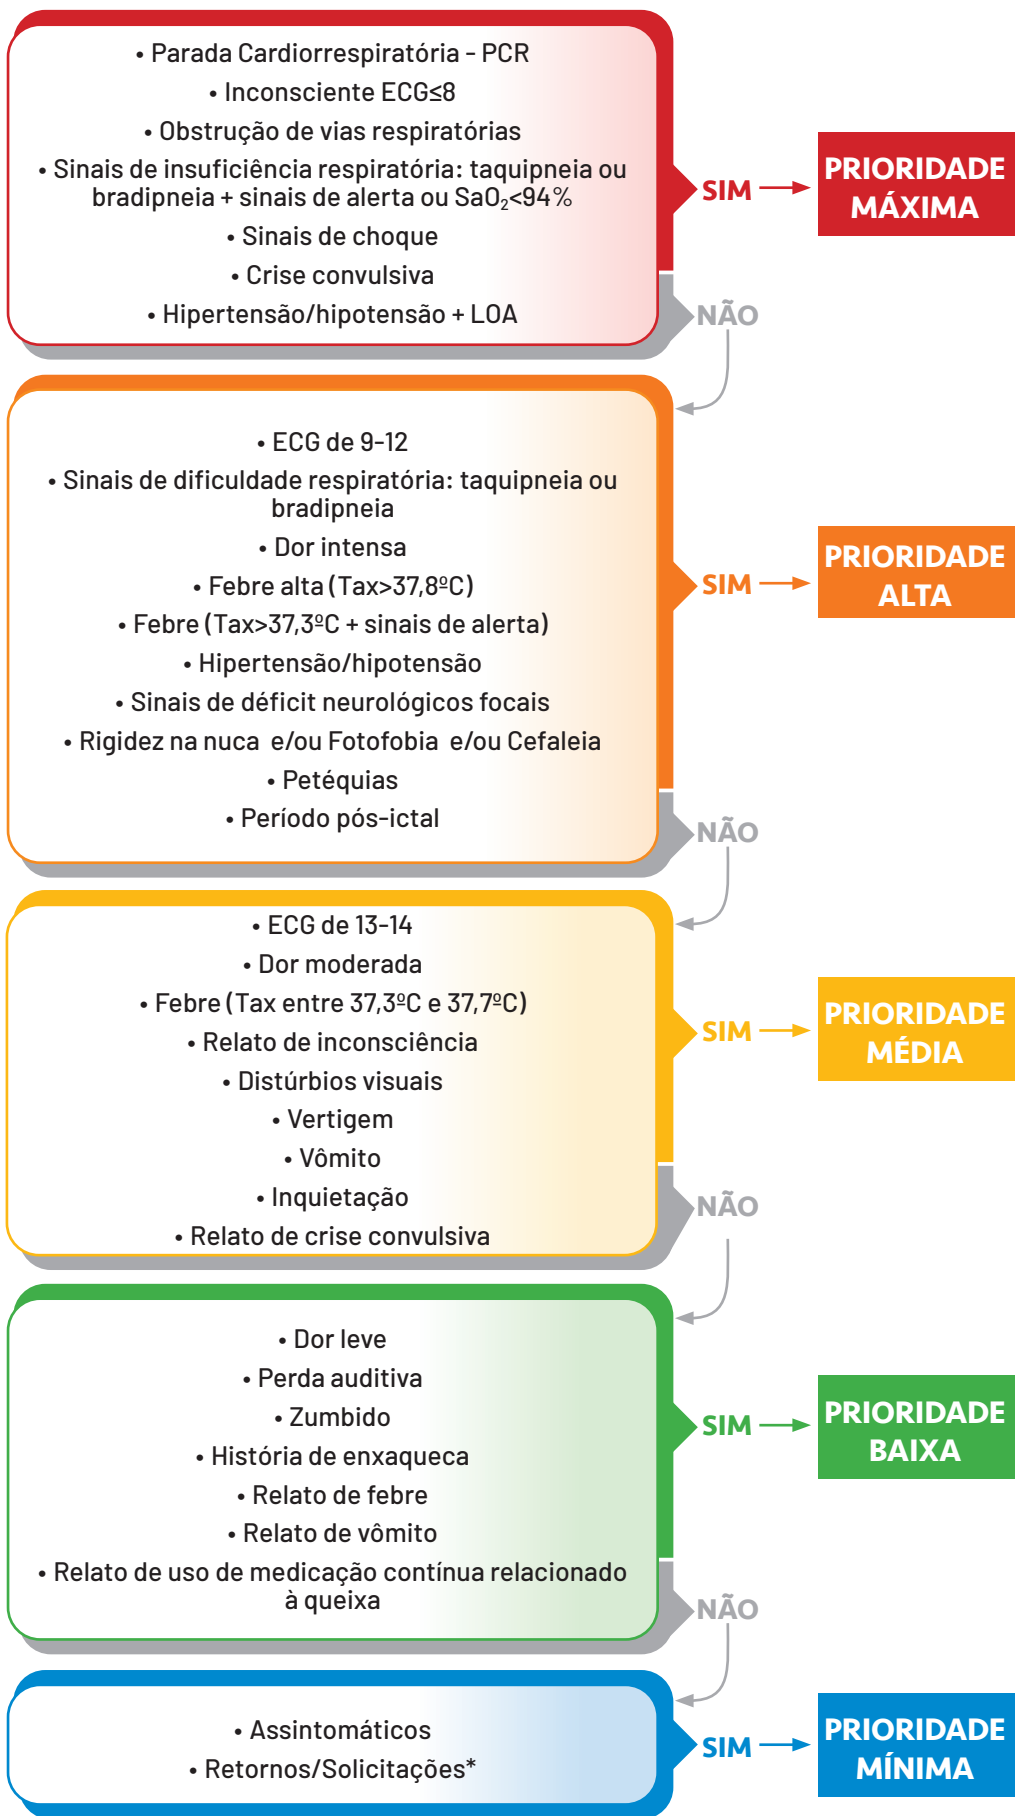 • Parada Cardiorrespiratória - PCR
• Inconsciente ECG≤8
• Obstrução de vias respiratórias
• Sinais de insuficiência respiratória: taquipneia ou
bradipneia + sinais de alerta ou SaO₂<94%
• Sinais de choque
• Crise convulsiva
• Hipertensão/hipotensão + LOA
SIM
PRIORIDADE
MÁXIMA
NÃO
• ECG de 9-12
• Sinais de dificuldade respiratória: taquipneia ou
bradipneia
• Dor intensa
• Febre alta (Tax>37,8ºC)
• Febre (Tax>37,3ºC + sinais de alerta)
• Hipertensão/hipotensão
• Sinais de déficit neurológicos focais
• Rigidez na nuca e/ou Fotofobia e/ou Cefaleia
• Petéquias
• Período pós-ictal
SIM
PRIORIDADE
ALTA
NÃO
• ECG de 13-14
• Dor moderada
• Febre (Tax entre 37,3ºC e 37,7ºC)
• Relato de inconsciência
• Distúrbios visuais
• Vertigem
• Vômito
• Inquietação
• Relato de crise convulsiva
SIM
PRIORIDADE
MÉDIA
NÃO
• Dor leve
• Perda auditiva
• Zumbido
• História de enxaqueca
• Relato de febre
• Relato de vômito
• Relato de uso de medicação contínua relacionado
à queixa
SIM
PRIORIDADE
BAIXA
NÃO
• Assintomáticos
• Retornos/Solicitações*
SIM
PRIORIDADE
MÍNIMA